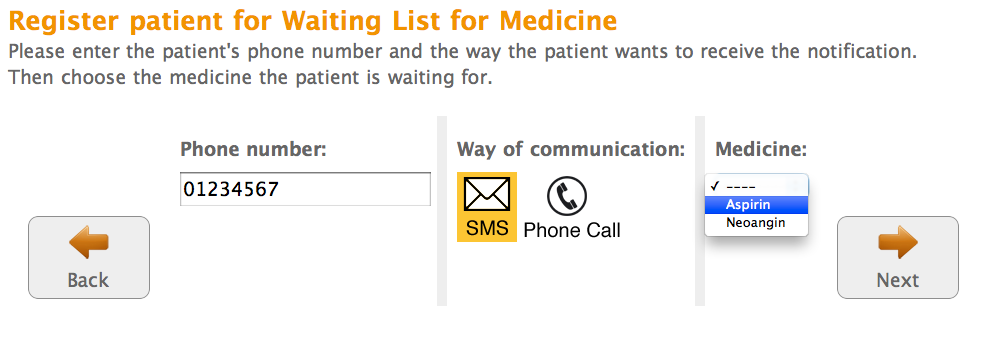 Register patient for Waiting List for Medicine
Please enter the patient's phone number and the way the patient wants to receive the notification.
Then choose the medicine the patient is waiting for.
Phone number:
01234567
Way of communication:
SMS
Phone Call
Medicine:
✓ ----
Aspirin
Neoangin
Back
Next